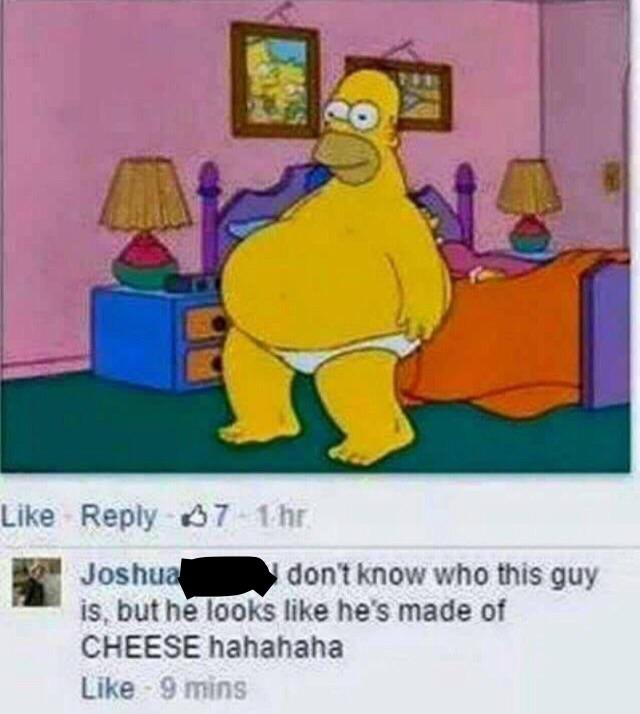 Like · Reply · 7 · 1 hr
Joshua I don't know who this guy
is, but he looks like he's made of
CHEESE hahahaha
Like · 9 mins